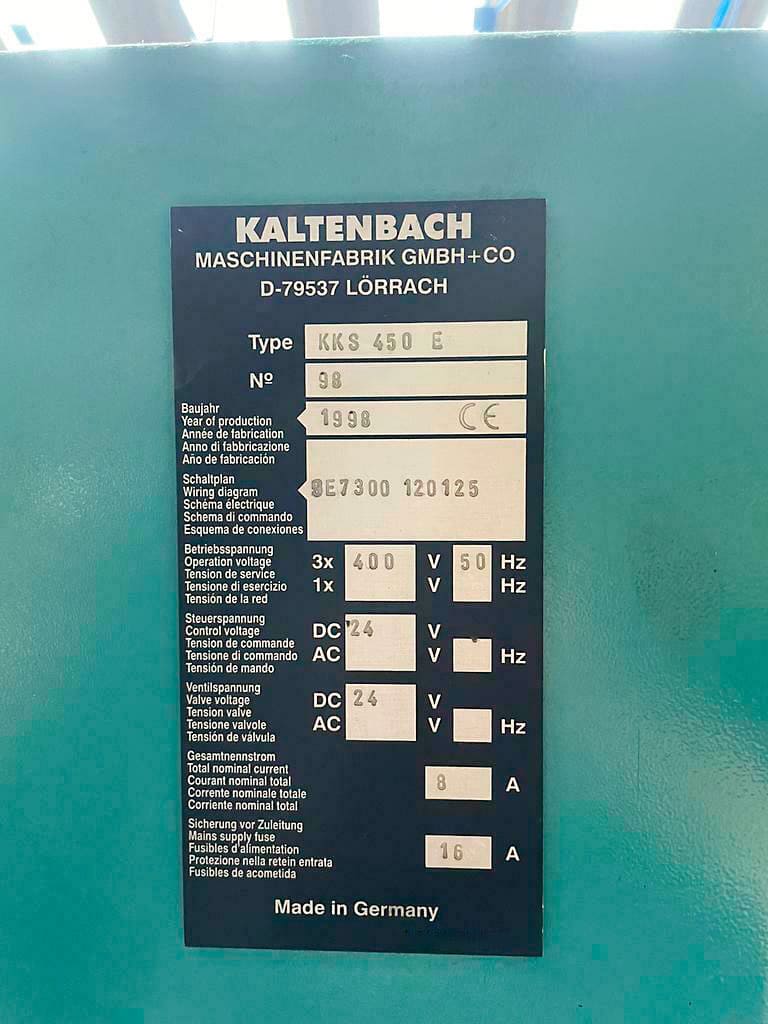 KALTENBACH
MASCHINENFABRIK GMBH+CO
D-79537 LÖRRACH
Type KKS 450 E
Nº 98
Baujahr
Year of production 1998 CE
Année de fabrication
Anno di fabbricazione
Año de fabricación
Schaltplan
Wiring diagram 9E7300 120125
Schéma électrique
Schema di commando
Esquema de conexiones
Betriebsspannung
Operation voltage 3x 400 V 50 Hz
Tension de service
Tensione di esercizio 1x V Hz
Tensión de la red
Steuerspannung
Control voltage DC 24 V
Tension de commande
Tensione di comando AC V Hz
Tensión de mando
Ventilspannung
Valve voltage DC 24 V
Tension valve
Tensione valvole AC V Hz
Tensión de válvula
Gesamtnennstrom
Total nominal current
Courant nominal total 8 A
Corrente nominale totale
Corriente nominal total
Sicherung vor Zuleitung
Mains supply fuse
Fusibles d'alimentation 16 A
Protezione nella retein entrata
Fusibles de acometida
Made in Germany